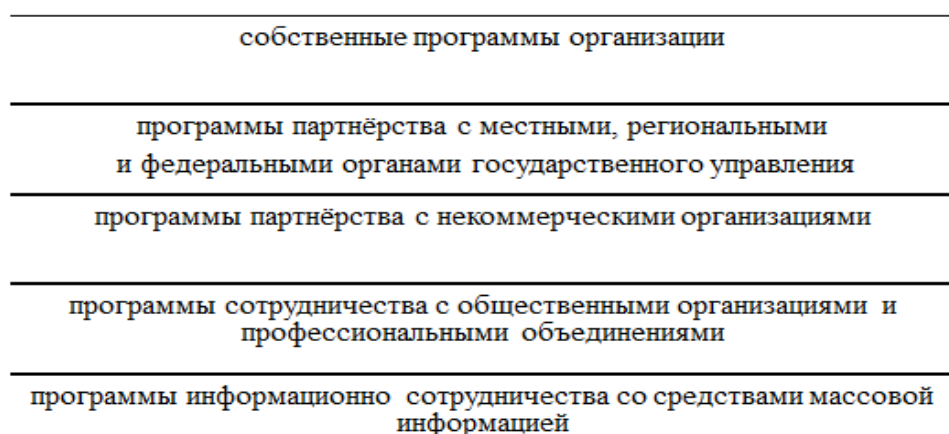 собственные программы организации
программы партнёрства с местными, региональными
и федеральными органами государственного управления
программы партнёрства с некоммерческими организациями
программы сотрудничества с общественными организациями и
профессиональными объединениями
программы информационно сотрудничества со средствами массовой
информацией